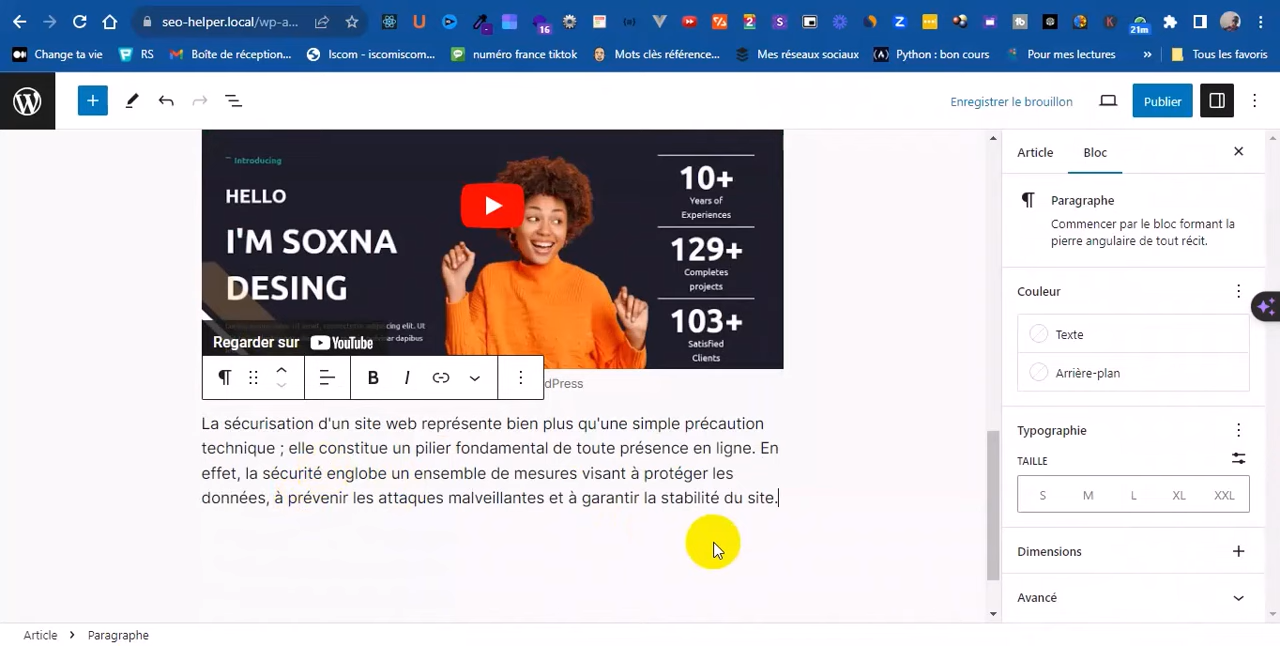 seo-helper.local/wp-a...
16
21m
Change ta vie
RS
Boîte de réception...
Iscom - iscomiscom...
numéro france tiktok
Mots clès référence...
Mes réseaux sociaux
Python : bon cours
Pour mes lectures
»
Tous les favoris
Enregistrer le brouillon
Publier
Introducing
HELLO
I'M SOXNA
DESING
10+
Years of
Experiences
129+
Completes
projects
103+
Satisfied
Clients
Regarder sur YouTube
B I
dPress
La sécurisation d'un site web représente bien plus qu'une simple précaution
technique ; elle constitue un pilier fondamental de toute présence en ligne. En
effet, la sécurité englobe un ensemble de mesures visant à protéger les
données, à prévenir les attaques malveillantes et à garantir la stabilité du site.
Article
Bloc
Paragraphe
Commencer par le bloc formant la
pierre angulaire de tout récit.
Couleur
Texte
Arrière-plan
Typographie
TAILLE
S M L XL XXL
Dimensions
Avancé
Article > Paragraphe